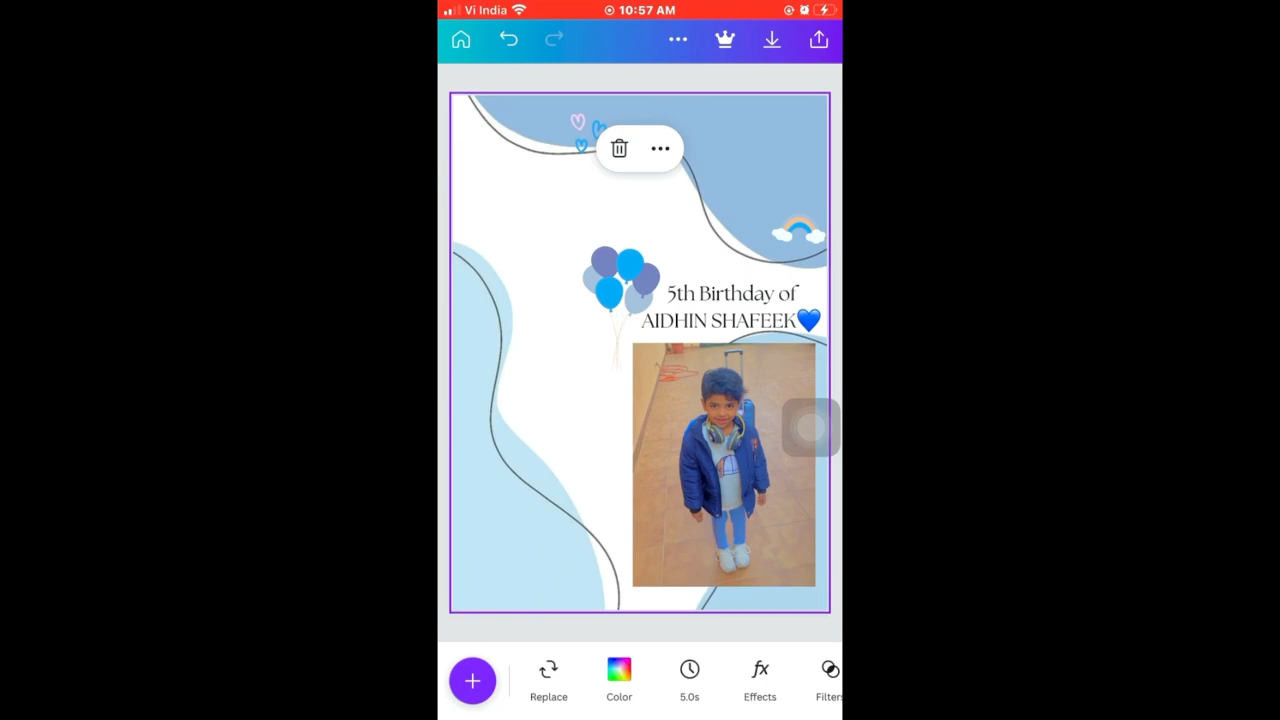 Vi India
10:57 AM
5th Birthday of
AIDHIN SHAFEEK💙
Replace
Color
5.0s
Effects
Filters